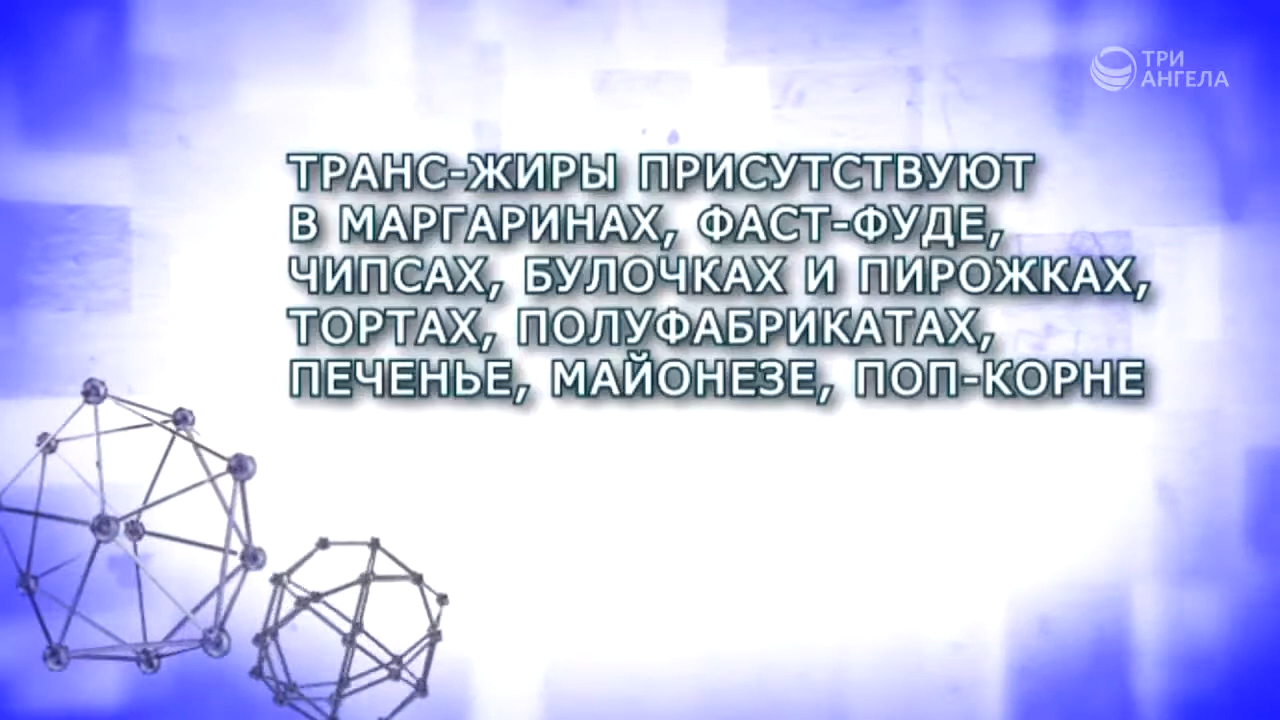 ТРИ
АНГЕЛА
ТРАНС-ЖИРЫ ПРИСУТСТВУЮТ
В МАРГАРИНАХ, ФАСТ-ФУДЕ,
ЧИПСАХ, БУЛОЧКАХ И ПИРОЖКАХ,
ТОРТАХ, ПОЛУФАБРИКАТАХ,
ПЕЧЕНЬЕ, МАЙОНЕЗЕ, ПОП-КОРНЕ